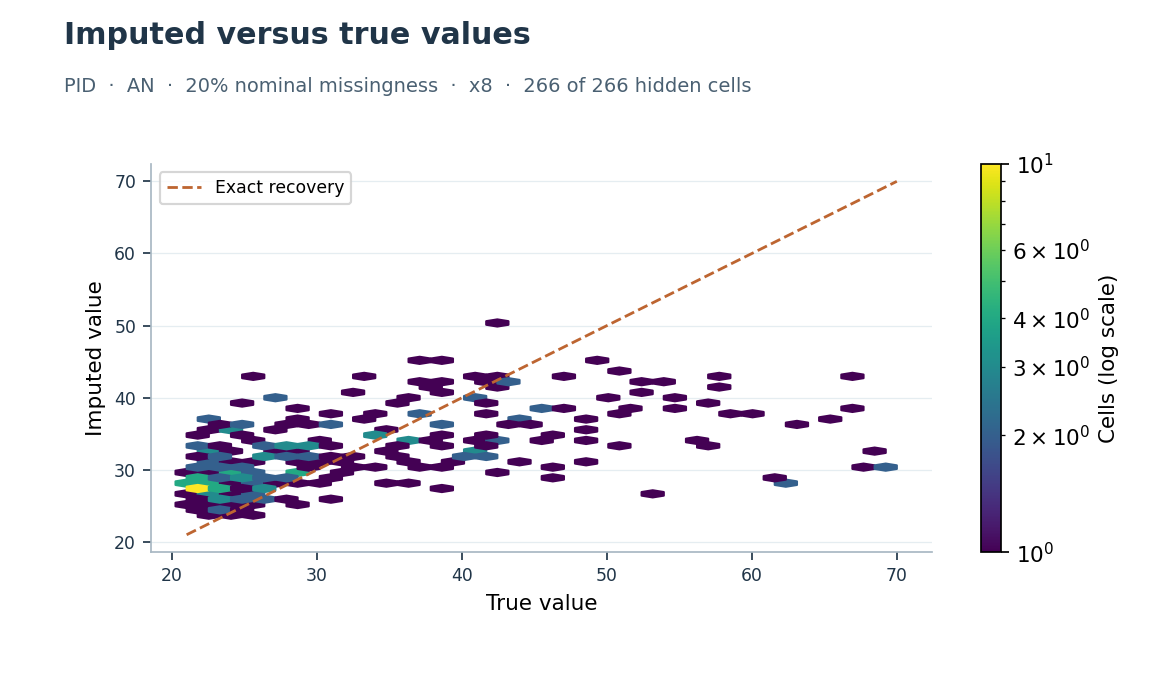 Imputed versus true values
PID · AN · 20% nominal missingness · x8 · 266 of 266 hidden cells
Exact recovery
70
60
50
40
30
20
Imputed value
20 30 40 50 60 70
True value
10¹
6 × 10⁰
4 × 10⁰
3 × 10⁰
2 × 10⁰
10⁰
Cells (log scale)